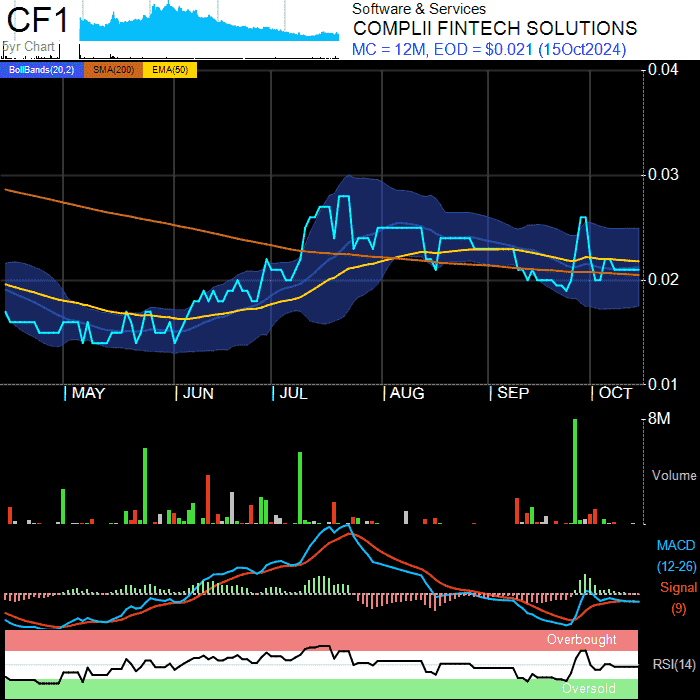 CF1
5yr Chart
Software & Services
COMPLII FINTECH SOLUTIONS
MC = 12M, EOD = $0.021 (15Oct2024)
BollBands(20,2) SMA(200) EMA(50)
0.04
0.03
0.02
0.01
MAY JUN JUL AUG SEP OCT
8M
Volume
MACD
(12-26)
Signal
(9)
Overbought
RSI(14)
Oversold